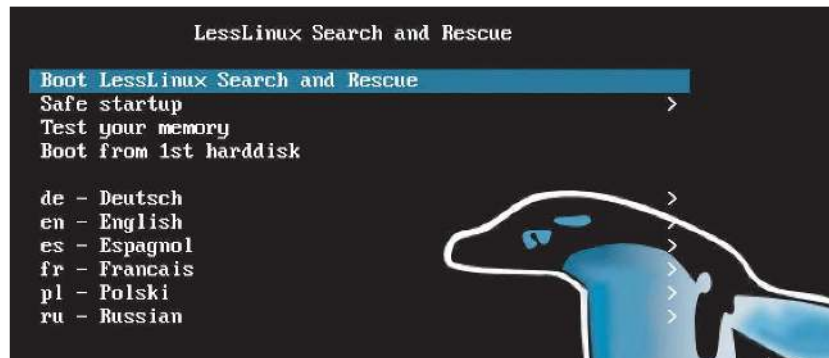 LessLinux Search and Rescue
Boot LessLinux Search and Rescue
Safe startup >
Test your memory
Boot from 1st harddisk
de - Deutsch >
en - English >
es - Espagnol >
fr - Francais >
pl - Polski >
ru - Russian >